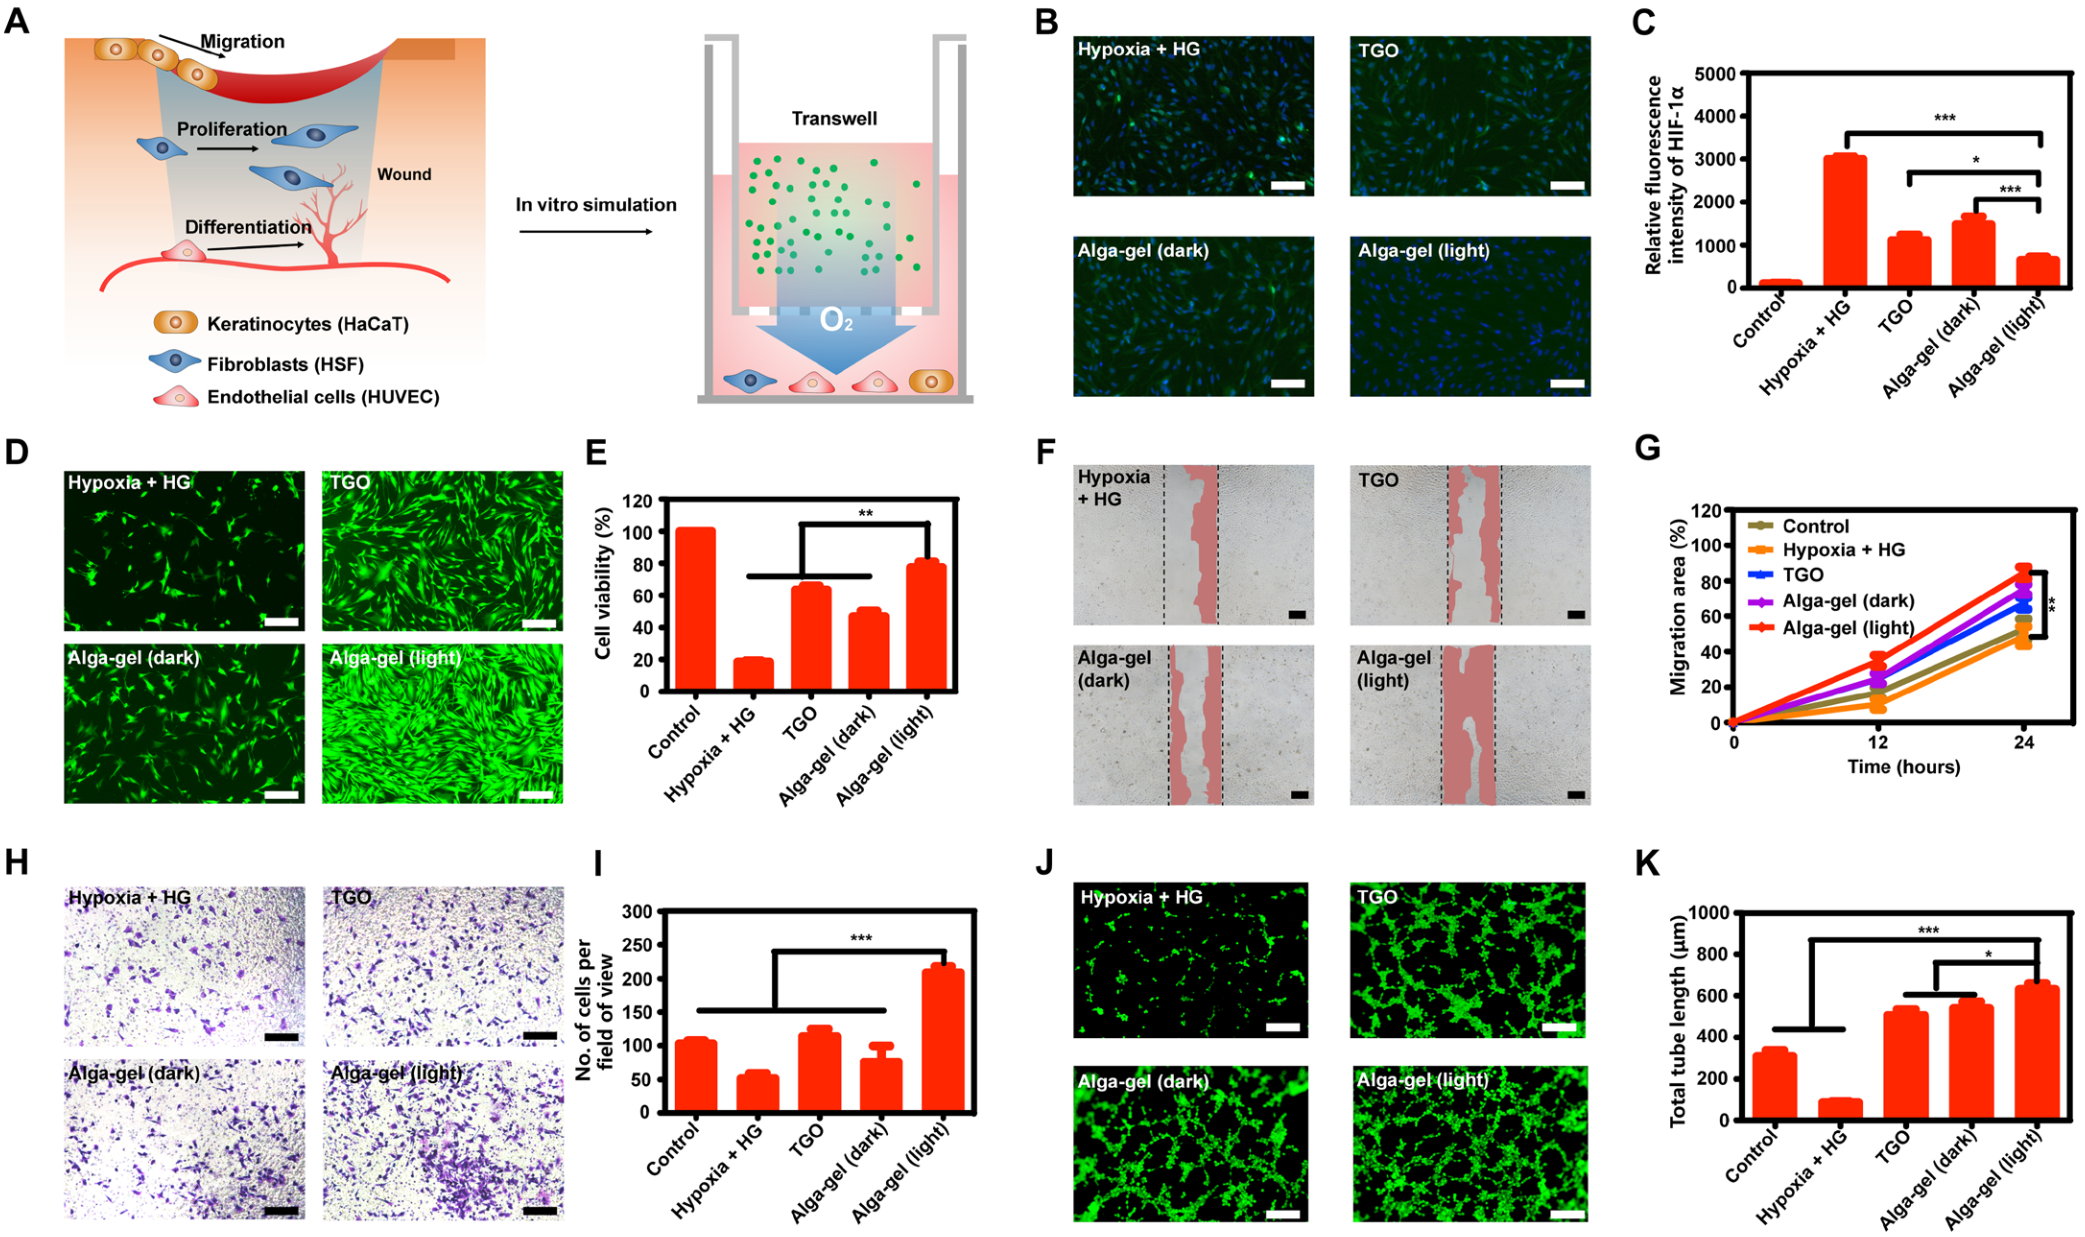 A
Migration
Proliferation
Wound
Differentiation
Keratinocytes (HaCaT)
Fibroblasts (HSF)
Endothelial cells (HUVEC)
In vitro simulation
Transwell
O2
B
Hypoxia + HG
TGO
Alga-gel (dark)
Alga-gel (light)
C
Relative fluorescence
intensity of HIF-1α
5000
4000
3000
2000
1000
0
***
*
***
Control
Hypoxia + HG
TGO
Alga-gel (dark)
Alga-gel (light)
D
Hypoxia + HG
TGO
Alga-gel (dark)
Alga-gel (light)
E
Cell viability (%)
120
100
80
60
40
20
0
**
Control
Hypoxia + HG
TGO
Alga-gel (dark)
Alga-gel (light)
F
Hypoxia
+ HG
TGO
Alga-gel
(dark)
Alga-gel
(light)
G
Migration area (%)
120
100
80
60
40
20
0
Control
Hypoxia + HG
TGO
Alga-gel (dark)
Alga-gel (light)
**
0
12
24
Time (hours)
H
Hypoxia + HG
TGO
Alga-gel (dark)
Alga-gel (light)
I
No. of cells per
field of view
300
250
200
150
100
50
0
***
Control
Hypoxia + HG
TGO
Alga-gel (dark)
Alga-gel (light)
J
Hypoxia + HG
TGO
Alga-gel (dark)
Alga-gel (light)
K
Total tube length (μm)
1000
800
600
400
200
0
***
*
Control
Hypoxia + HG
TGO
Alga-gel (dark)
Alga-gel (light)